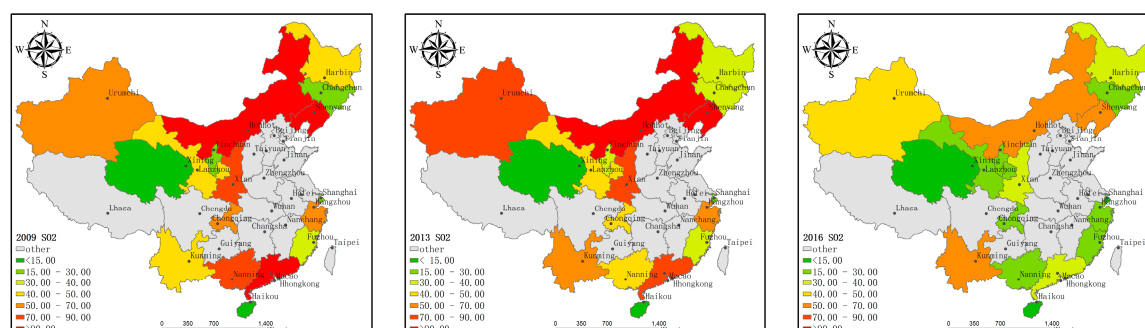 N
W E
S
Harbin
Urumchi
Changchun
Shenyang
Hohhot
Beijing
Tianjin
Yinchuan
Taiyuan
Jinan
Xining
Lanzhou
Xian
Zhengzhou
Hefei
Shanghai
Hangzhou
Lhaca
Chengdu
Wuhan
Chongqing
Nanchang
Changsha
2009 SO2
Guiyang
Fuzhou
Taipei
other
Kunming
<15.00
15.00 - 30.00
Nanning
Macao
Hhongkong
30.00 - 40.00
40.00 - 50.00
Haikou
50.00 - 70.00
70.00 - 90.00
>90.00
0 350 700 1,400
N
W E
S
Harbin
Urumchi
Changchun
Shenyang
Hohhot
Beijing
Tianjin
Yinchuan
Taiyuan
Jinan
Xining
Lanzhou
Xian
Zhengzhou
Hefei
Shanghai
Hangzhou
Lhaca
Chengdu
Wuhan
Chongqing
Nanchang
Changsha
2013 SO2
Guiyang
Fuzhou
Taipei
other
Kunming
< 15.00
15.00 - 30.00
Nanning
Macao
Hhongkong
30.00 - 40.00
40.00 - 50.00
Haikou
50.00 - 70.00
70.00 - 90.00
>90.00
0 350 700 1,400
N
W E
S
Harbin
Urumchi
Changchun
Shenyang
Hohhot
Beijing
Tianjin
Yinchuan
Taiyuan
Jinan
Xining
Lanzhou
Xian
Zhengzhou
Hefei
Shanghai
Hangzhou
Lhaca
Chengdu
Wuhan
Chongqing
Nanchang
Changsha
2016 SO2
Guiyang
Fuzhou
Taipei
other
Kunming
<15.00
15.00 - 30.00
Nanning
Macao
Hhongkong
30.00 - 40.00
40.00 - 50.00
Haikou
50.00 - 70.00
70.00 - 90.00
>90.00
0 350 700 1,400